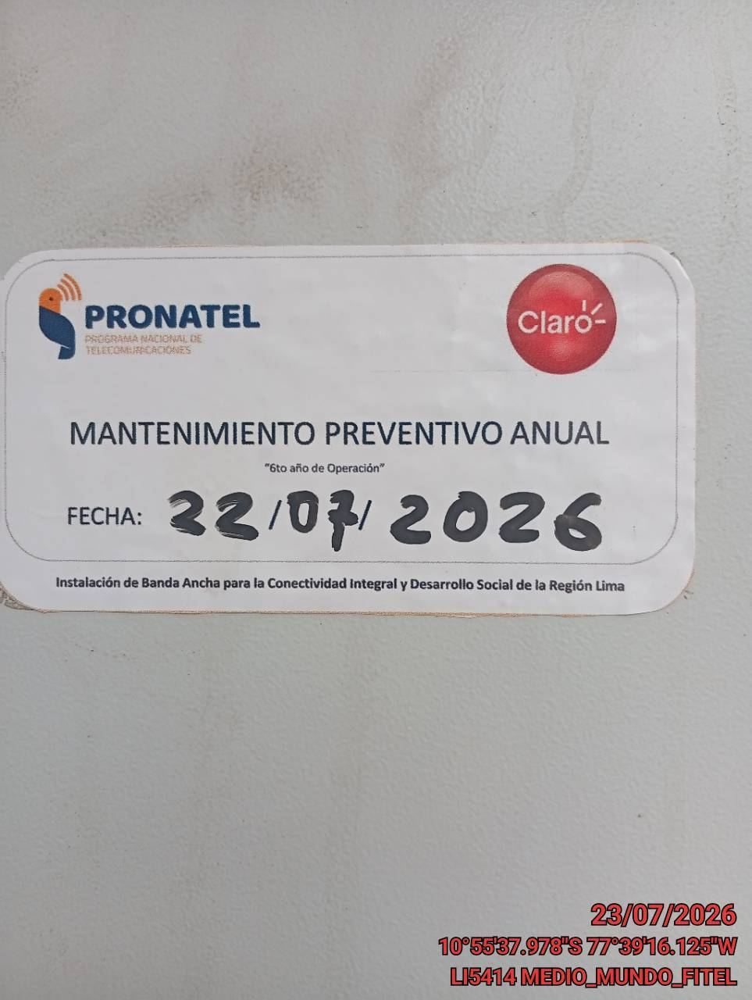 PRONATEL
PROGRAMA NACIONAL DE
TELECOMUNICACIONES
Claro
MANTENIMIENTO PREVENTIVO ANUAL
"6to año de Operación"
FECHA: 22/07/2026
Instalación de Banda Ancha para la Conectividad Integral y Desarrollo Social de la Región Lima
23/07/2026
10°55'37.978"S 77°39'16.125"W
LI5414 MEDIO_MUNDO_FITEL